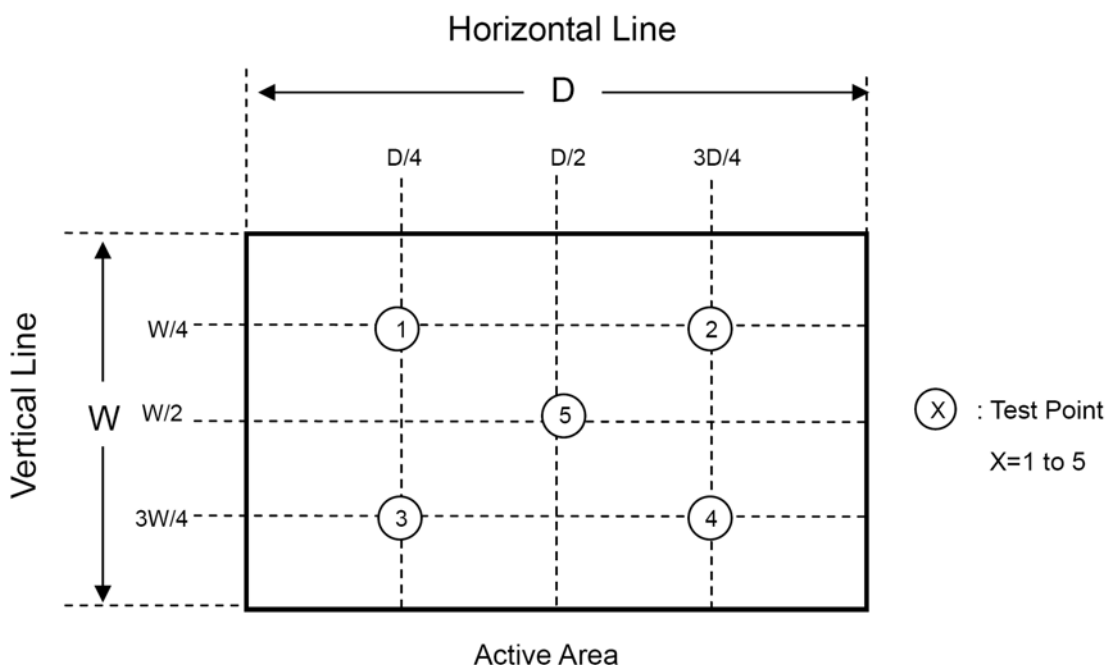 Horizontal Line
D
D/4 D/2 3D/4
Vertical Line
W
W/4
1 2
W/2
5
3W/4
3 4
X : Test Point
X=1 to 5
Active Area